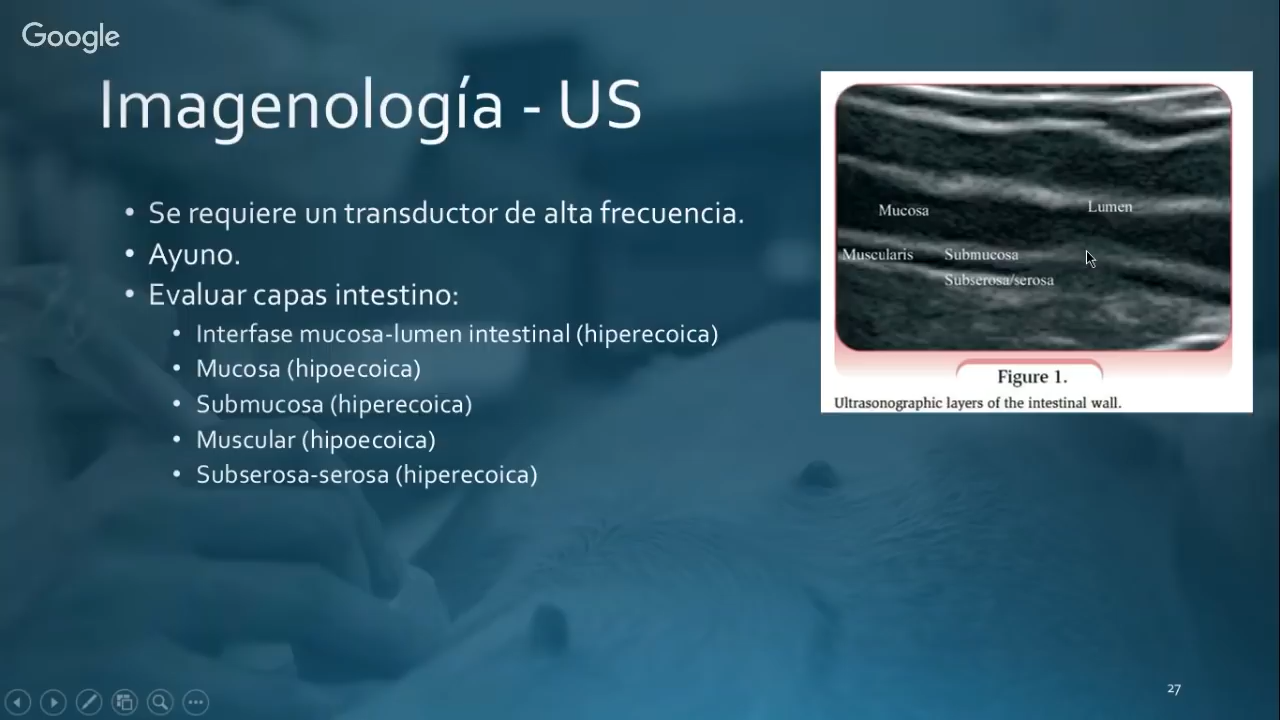 Google
Imagenología - US
• Se requiere un transductor de alta frecuencia.
• Ayuno.
• Evaluar capas intestino:
• Interfase mucosa-lumen intestinal (hiperecoica)
• Mucosa (hipoecoica)
• Submucosa (hiperecoica)
• Muscular (hipoecoica)
• Subserosa-serosa (hiperecoica)
Mucosa
Lumen
Muscularis
Submucosa
Subserosa/serosa
Figure 1.
Ultrasonographic layers of the intestinal wall.
27